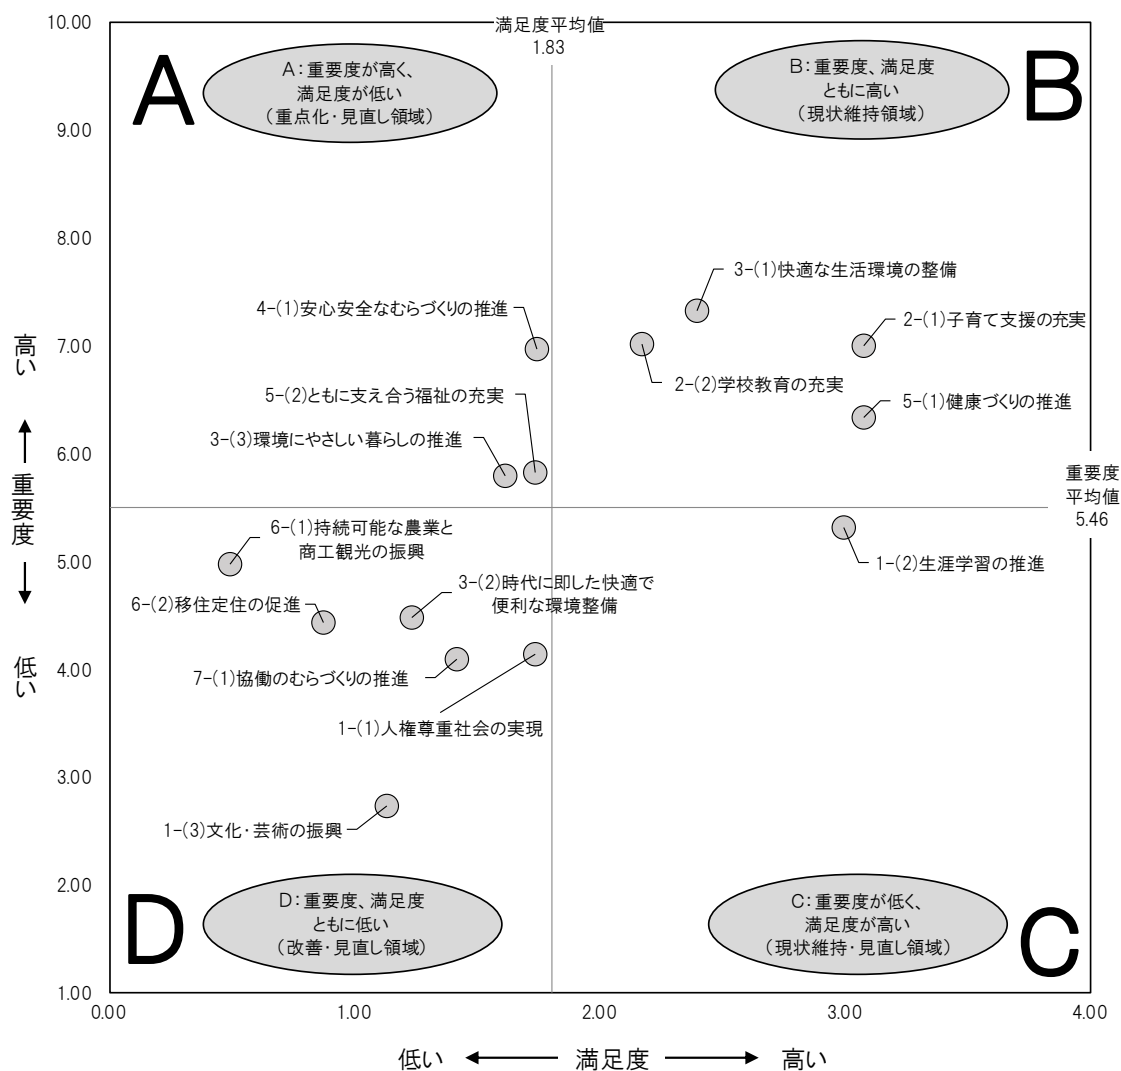 10.00
満足度平均値
1.83
A
A：重要度が高く、
満足度が低い
（重点化・見直し領域）
B：重要度、満足度
ともに高い
（現状維持領域）
B
9.00
8.00
3-(1)快適な生活環境の整備
4-(1)安心安全なむらづくりの推進
2-(1)子育て支援の充実
7.00
高い
2-(2)学校教育の充実
5-(2)ともに支え合う福祉の充実
5-(1)健康づくりの推進
3-(3)環境にやさしい暮らしの推進
6.00
重要度
重要度
平均値
5.46
6-(1)持続可能な農業と
商工観光の振興
5.00
1-(2)生涯学習の推進
3-(2)時代に即した快適で
便利な環境整備
6-(2)移住定住の促進
低い
4.00
7-(1)協働のむらづくりの推進
1-(1)人権尊重社会の実現
3.00
1-(3)文化・芸術の振興
2.00
D
D：重要度、満足度
ともに低い
（改善・見直し領域）
C：重要度が低く、
満足度が高い
（現状維持・見直し領域）
C
1.00
0.00 1.00 2.00 3.00 4.00
低い 満足度 高い